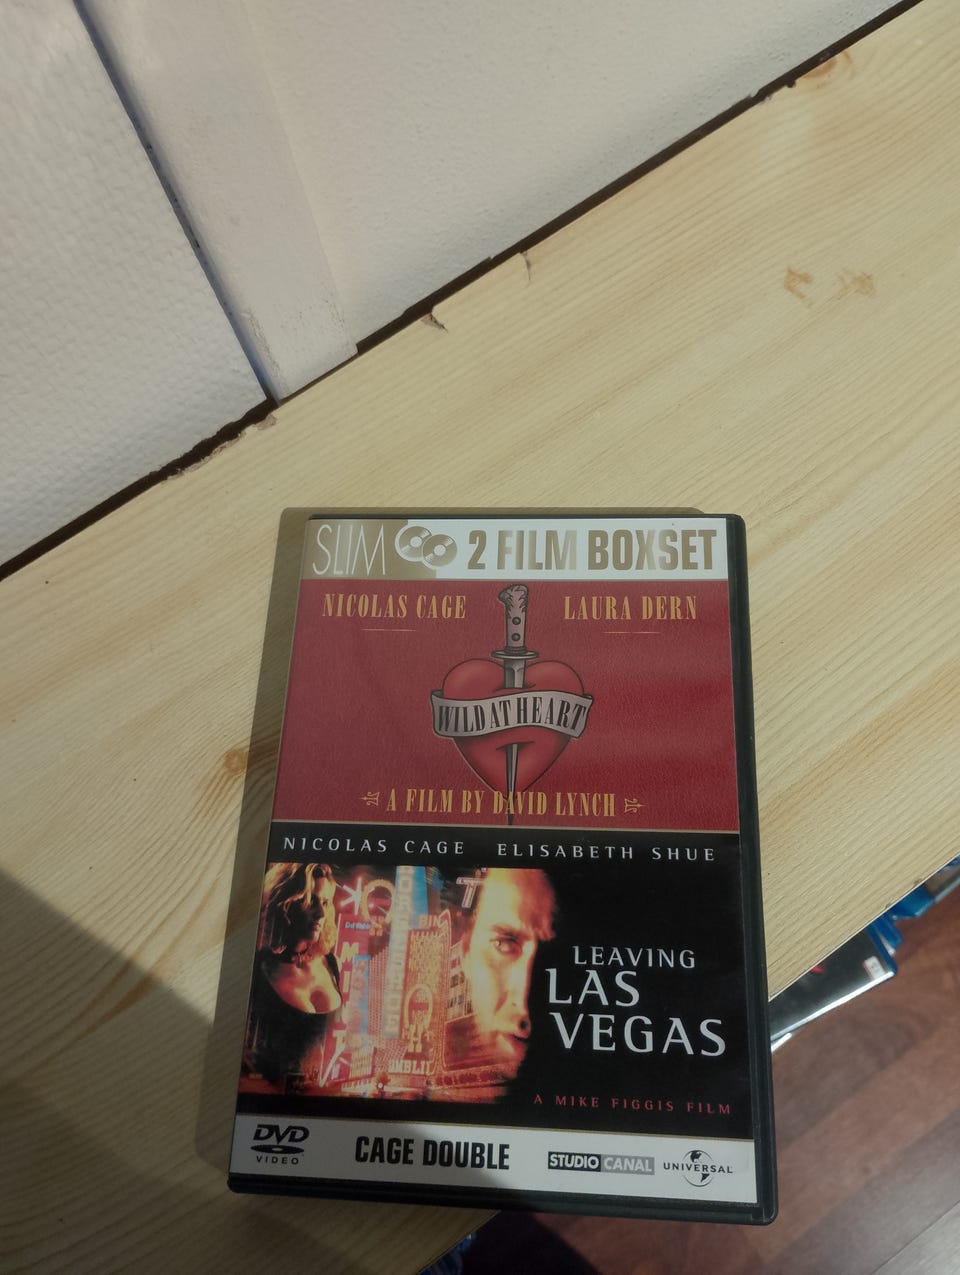 SLIM 2 FILM BOXSET
NICOLAS CAGE LAURA DERN
WILD AT HEART
A FILM BY DAVID LYNCH
NICOLAS CAGE ELISABETH SHUE
LEAVING
LAS
VEGAS
A MIKE FIGGIS FILM
DVD
VIDEO
CAGE DOUBLE
STUDIO CANAL
UNIVERSAL